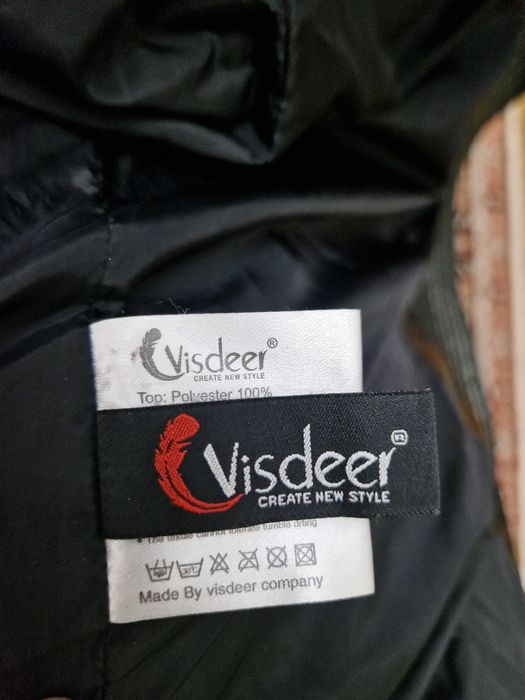 Visdeer®
CREATE NEW STYLE
Top: Polyester 100%
Visdeer®
CREATE NEW STYLE
• The textile cannot tolerate tumble drting
30°C
Made By visdeer company